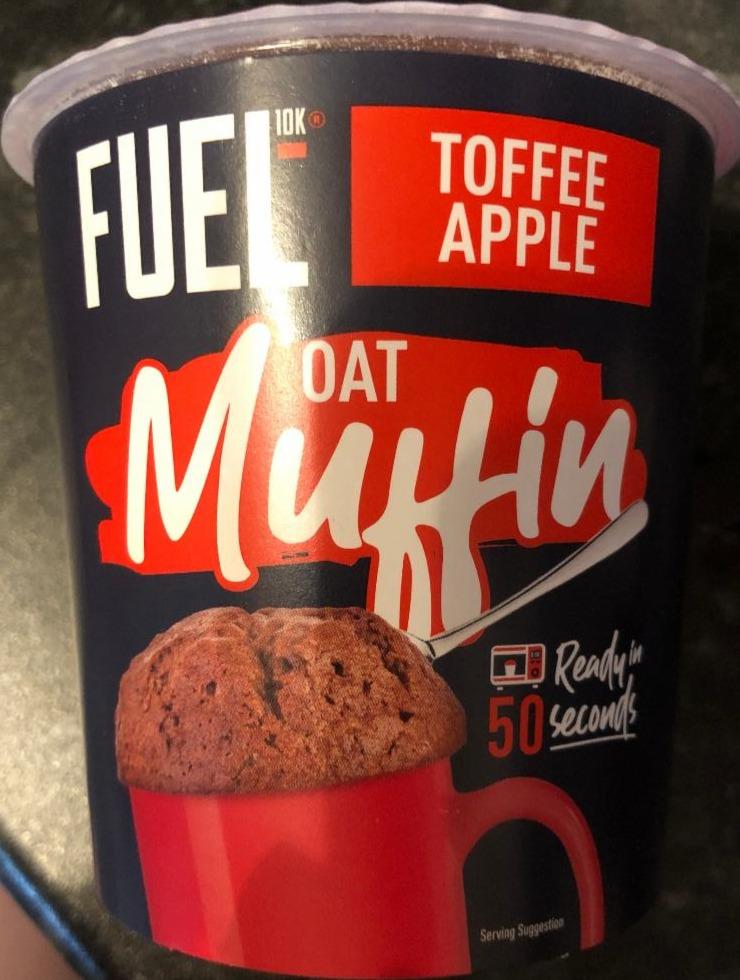 FUEL 10K®
TOFFEE
APPLE
OAT
Muffin
Ready in
50 seconds
Serving Suggestion